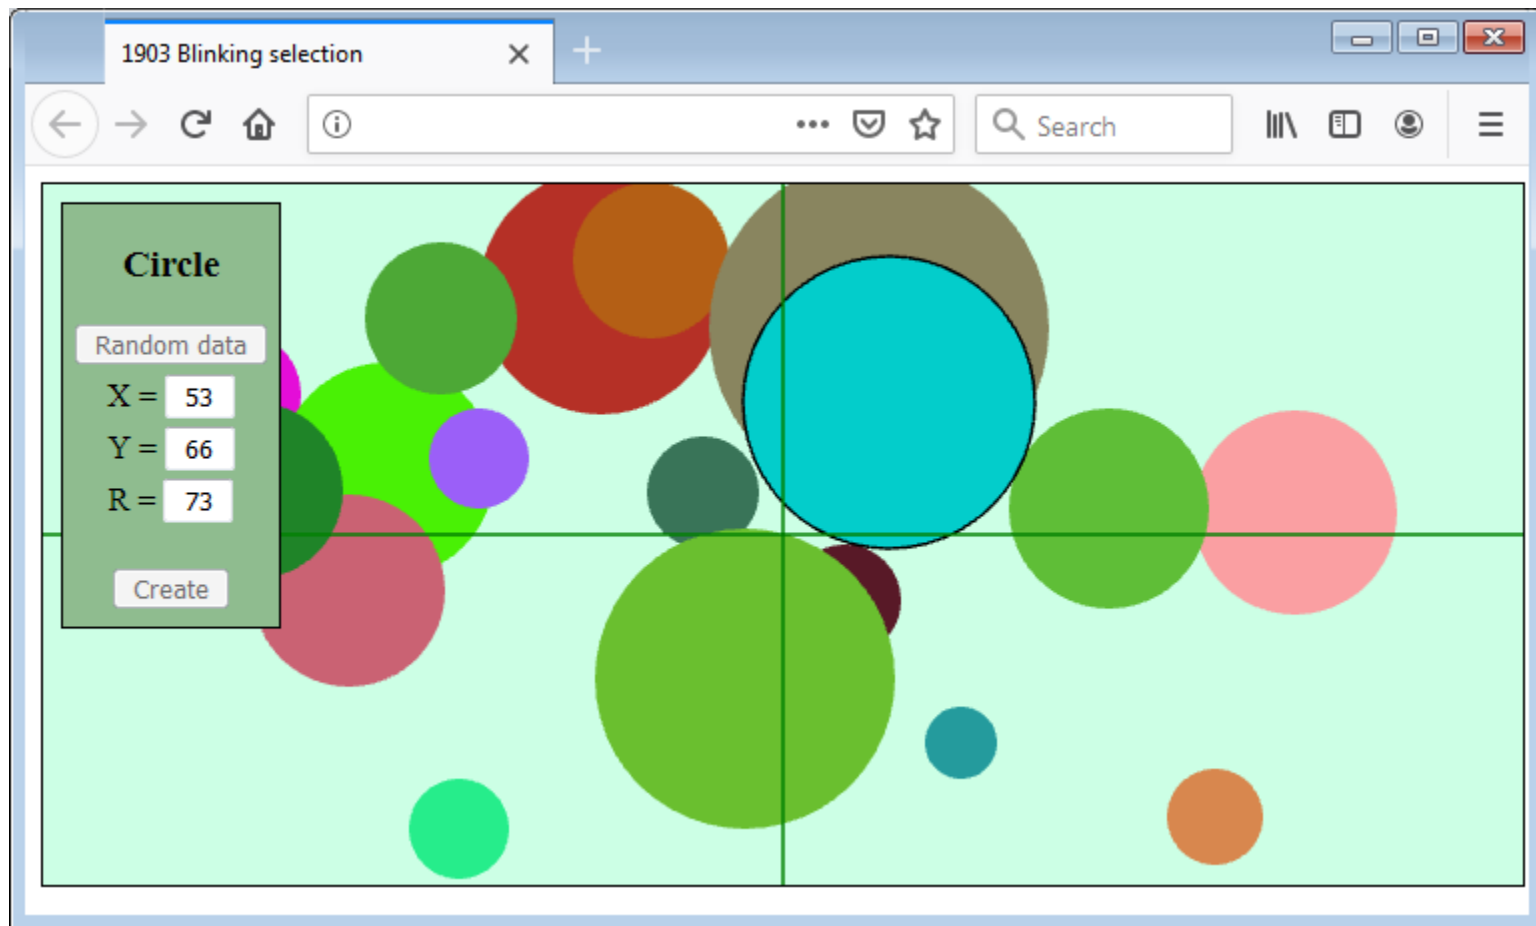 1903 Blinking selection
Search
Circle
Random data
X = 53
Y = 66
R = 73
Create